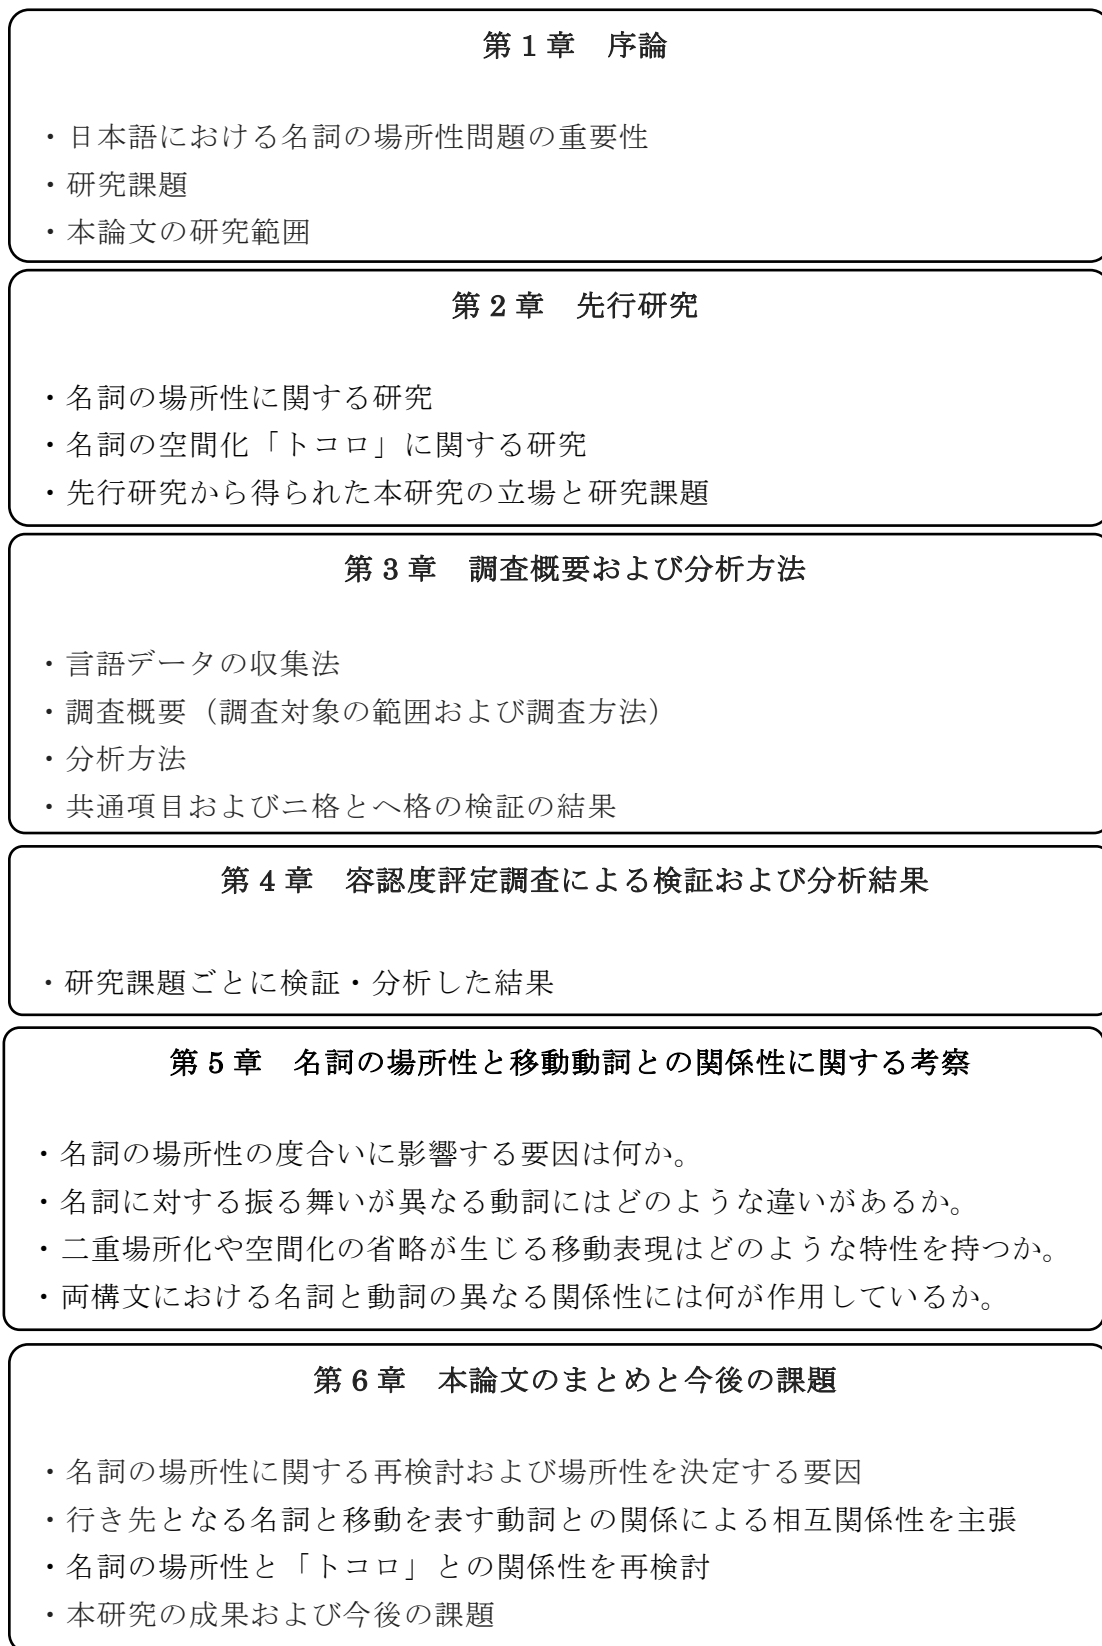 第 1 章　序論
・日本語における名詞の場所性問題の重要性
・研究課題
・本論文の研究範囲
第 2 章　先行研究
・名詞の場所性に関する研究
・名詞の空間化「トコロ」に関する研究
・先行研究から得られた本研究の立場と研究課題
第 3 章　調査概要および分析方法
・言語データの収集法
・調査概要（調査対象の範囲および調査方法）
・分析方法
・共通項目およびニ格とヘ格の検証の結果
第 4 章　容認度評定調査による検証および分析結果
・研究課題ごとに検証・分析した結果
第 5 章　名詞の場所性と移動動詞との関係性に関する考察
・名詞の場所性の度合いに影響する要因は何か。
・名詞に対する振る舞いが異なる動詞にはどのような違いがあるか。
・二重場所化や空間化の省略が生じる移動表現はどのような特性を持つか。
・両構文における名詞と動詞の異なる関係性には何が作用しているか。
第 6 章　本論文のまとめと今後の課題
・名詞の場所性に関する再検討および場所性を決定する要因
・行き先となる名詞と移動を表す動詞との関係による相互関係性を主張
・名詞の場所性と「トコロ」との関係性を再検討
・本研究の成果および今後の課題